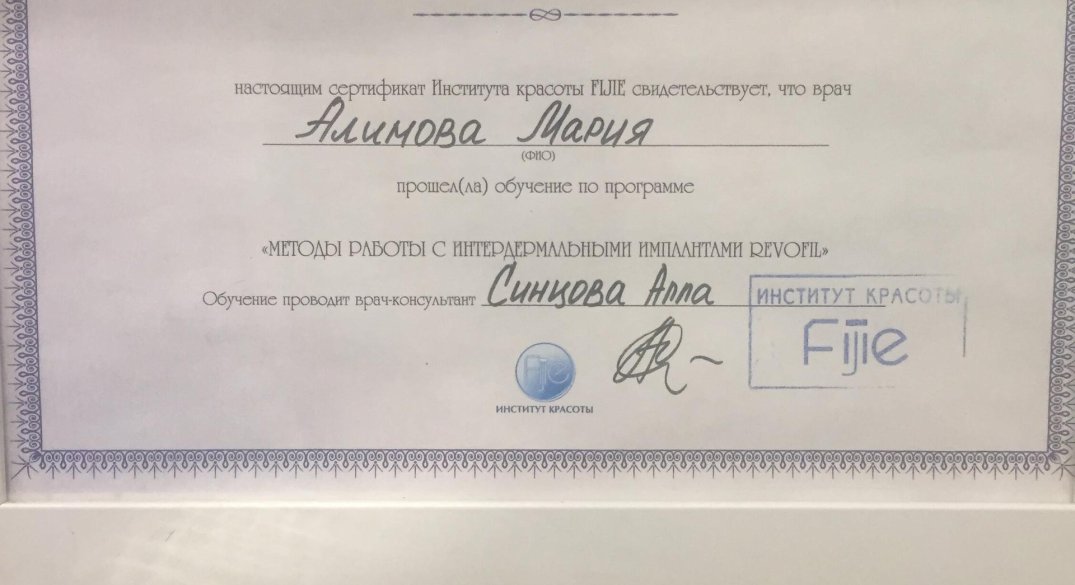 настоящим сертификат Института красоты FIJIE свидетельствует, что врач
Алимова Мария
(ФИО)
прошел(ла) обучение по программе
«МЕТОДЫ РАБОТЫ С ИНТЕРДЕРМАЛЬНЫМИ ИМПЛАНТАМИ REVOFIL»
Обучение проводит врач-консультант Синцова Алла
ИНСТИТУТ КРАСОТЫ
Fijie
Fijie
ИНСТИТУТ КРАСОТЫ